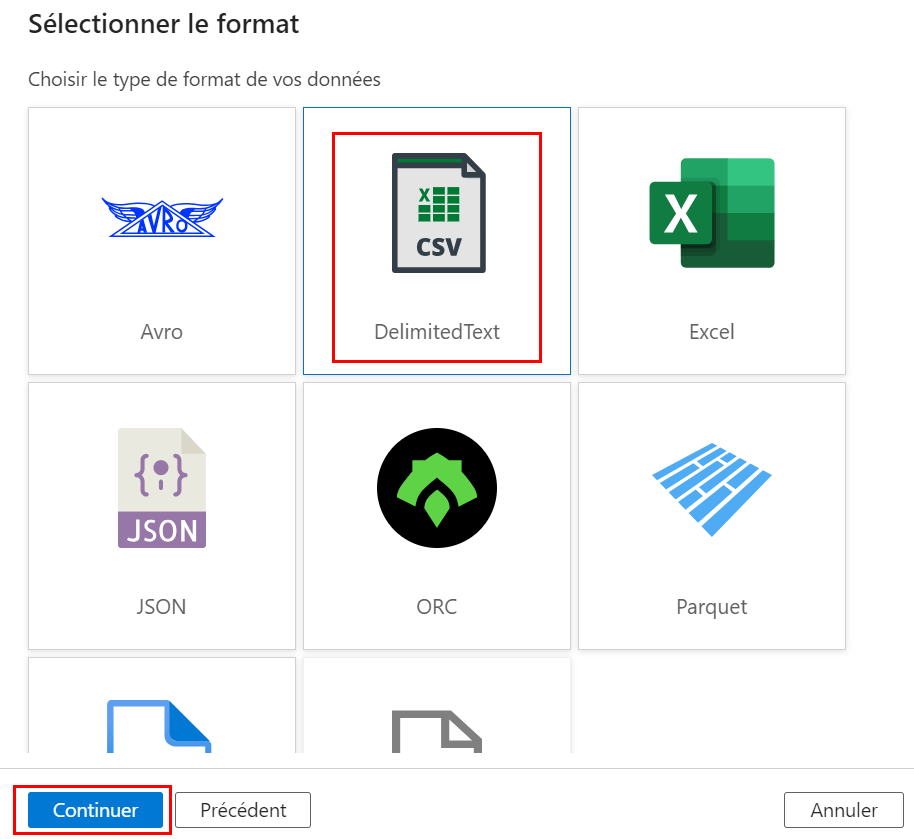 Sélectionner le format
Choisir le type de format de vos données
AVRO
X
CSV
X
Avro
DelimitedText
Excel
{ } JSON
JSON
ORC
Parquet
Continuer
Précédent
Annuler